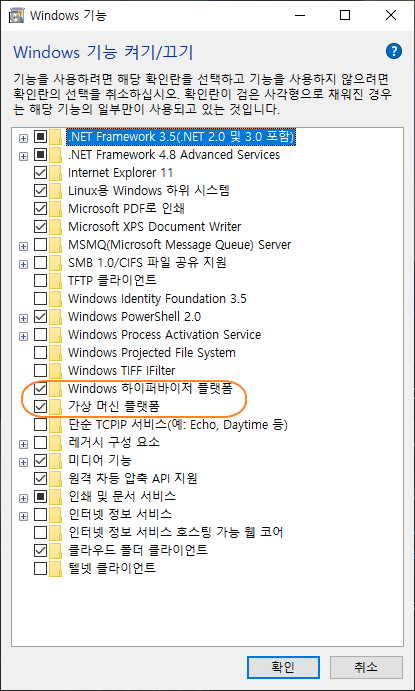 Windows 기능
Windows 기능 켜기/끄기
기능을 사용하려면 해당 확인란을 선택하고 기능을 사용하지 않으려면
확인란의 선택을 취소하십시오. 확인란이 검은 사각형으로 채워진 경우
는 해당 기능의 일부만이 사용되고 있는 것입니다.
.NET Framework 3.5(.NET 2.0 및 3.0 포함)
.NET Framework 4.8 Advanced Services
Internet Explorer 11
Linux용 Windows 하위 시스템
Microsoft PDF로 인쇄
Microsoft XPS Document Writer
MSMQ(Microsoft Message Queue) Server
SMB 1.0/CIFS 파일 공유 지원
TFTP 클라이언트
Windows Identity Foundation 3.5
Windows PowerShell 2.0
Windows Process Activation Service
Windows Projected File System
Windows TIFF IFilter
Windows 하이퍼바이저 플랫폼
가상 머신 플랫폼
단순 TCPIP 서비스(예: Echo, Daytime 등)
레거시 구성 요소
미디어 기능
원격 차등 압축 API 지원
인쇄 및 문서 서비스
인터넷 정보 서비스
인터넷 정보 서비스 호스팅 가능 웹 코어
클라우드 폴더 클라이언트
텔넷 클라이언트
확인
취소